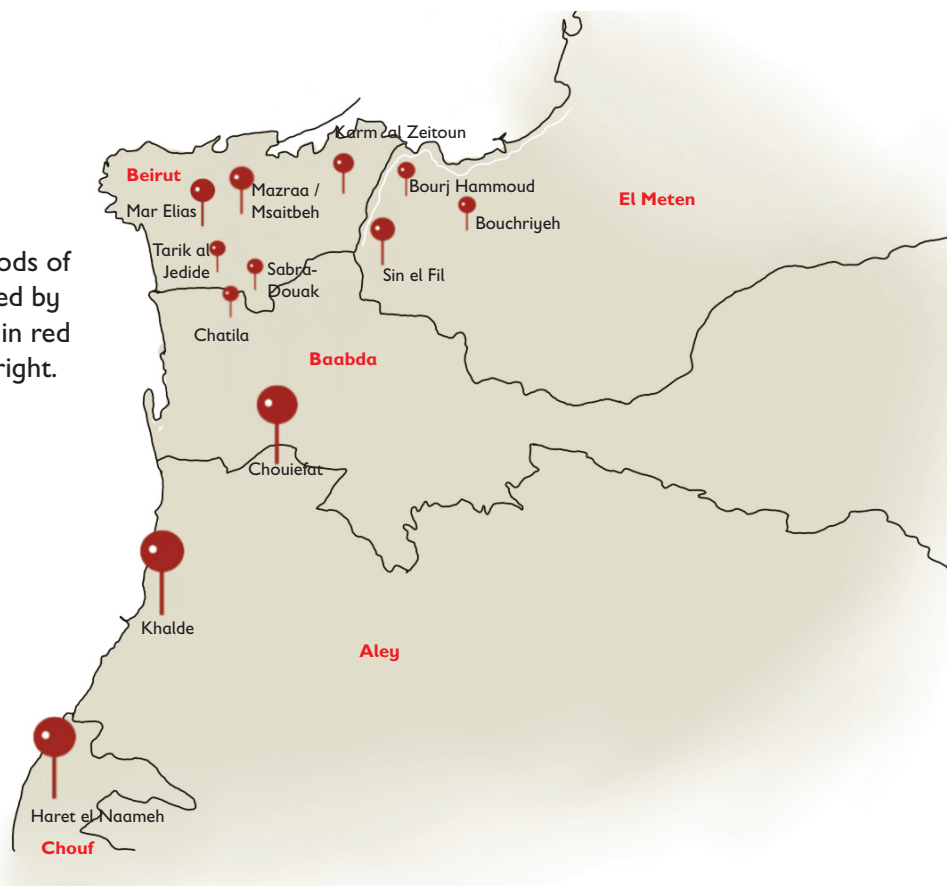 ods of
ed by
in red
right.
Karm al Zeitoun
Beirut
Mazraa /
Msaitbeh
Mar Elias
Bourj Hammoud
Bouchriyeh
El Meten
Tarik al
Jedide
Sabra-
Douak
Sin el Fil
Chatila
Baabda
Chouiefat
Khalde
Aley
Haret el Naameh
Chouf